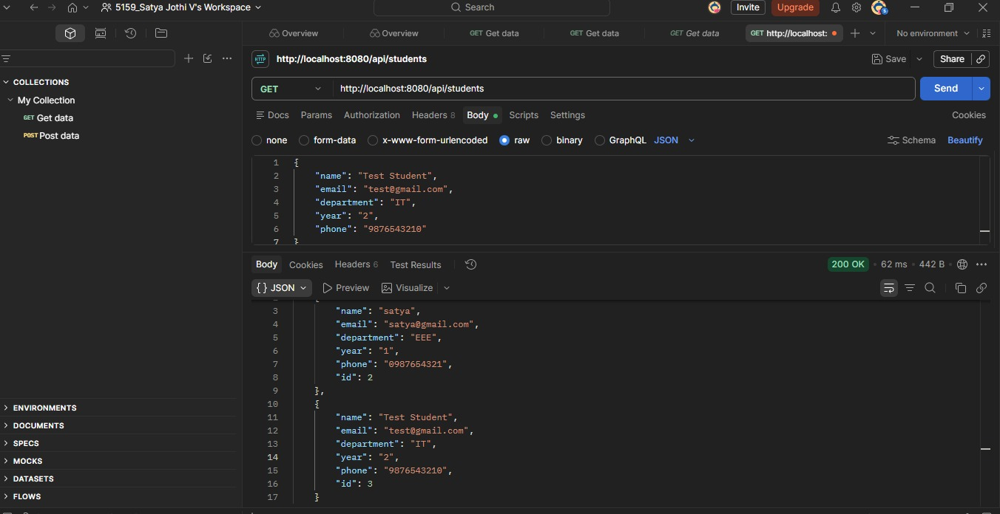 5159_Satya Jothi V's Workspace
Search
Invite
Upgrade
Overview
Overview
GET Get data
GET Get data
GET Get data
GET http://localhost:
No environment
HTTP http://localhost:8080/api/students
Save
Share
COLLECTIONS
My Collection
GET Get data
POST Post data
GET http://localhost:8080/api/students
Send
Docs Params Authorization Headers 8 Body Scripts Settings
Cookies
none form-data x-www-form-urlencoded raw binary GraphQL JSON
Schema Beautify
1 {
2 "name": "Test Student",
3 "email": "test@gmail.com",
4 "department": "IT",
5 "year": "2",
6 "phone": "9876543210"
7 }
Body Cookies Headers 6 Test Results
200 OK • 62 ms • 442 B
{} JSON Preview Visualize
3 "name": "satya",
4 "email": "satya@gmail.com",
5 "department": "EEE",
6 "year": "1",
7 "phone": "0987654321",
8 "id": 2
9 },
10 {
11 "name": "Test Student",
12 "email": "test@gmail.com",
13 "department": "IT",
14 "year": "2",
15 "phone": "9876543210",
16 "id": 3
17 }
ENVIRONMENTS
DOCUMENTS
SPECS
MOCKS
DATASETS
FLOWS